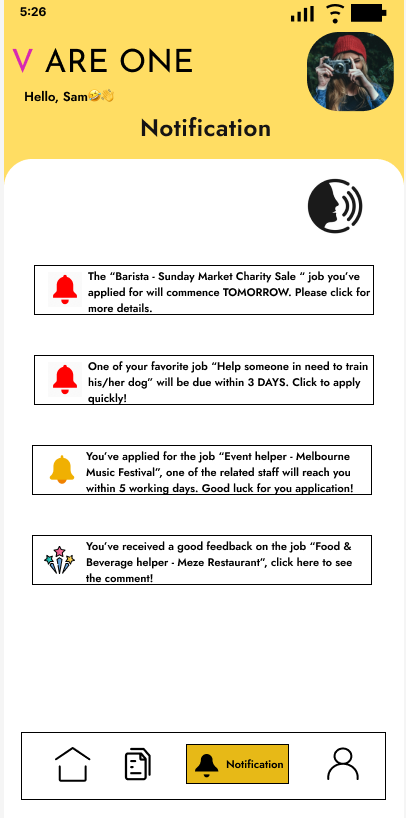 5:26
V ARE ONE
Hello, Sam🤣👏
Notification
The “Barista - Sunday Market Charity Sale “ job you’ve
applied for will commence TOMORROW. Please click for
more details.
One of your favorite job “Help someone in need to train
his/her dog” will be due within 3 DAYS. Click to apply
quickly!
You’ve applied for the job “Event helper - Melbourne
Music Festival”, one of the related staff will reach you
within 5 working days. Good luck for you application!
You’ve received a good feedback on the job “Food &
Beverage helper - Meze Restaurant”, click here to see
the comment!
Notification